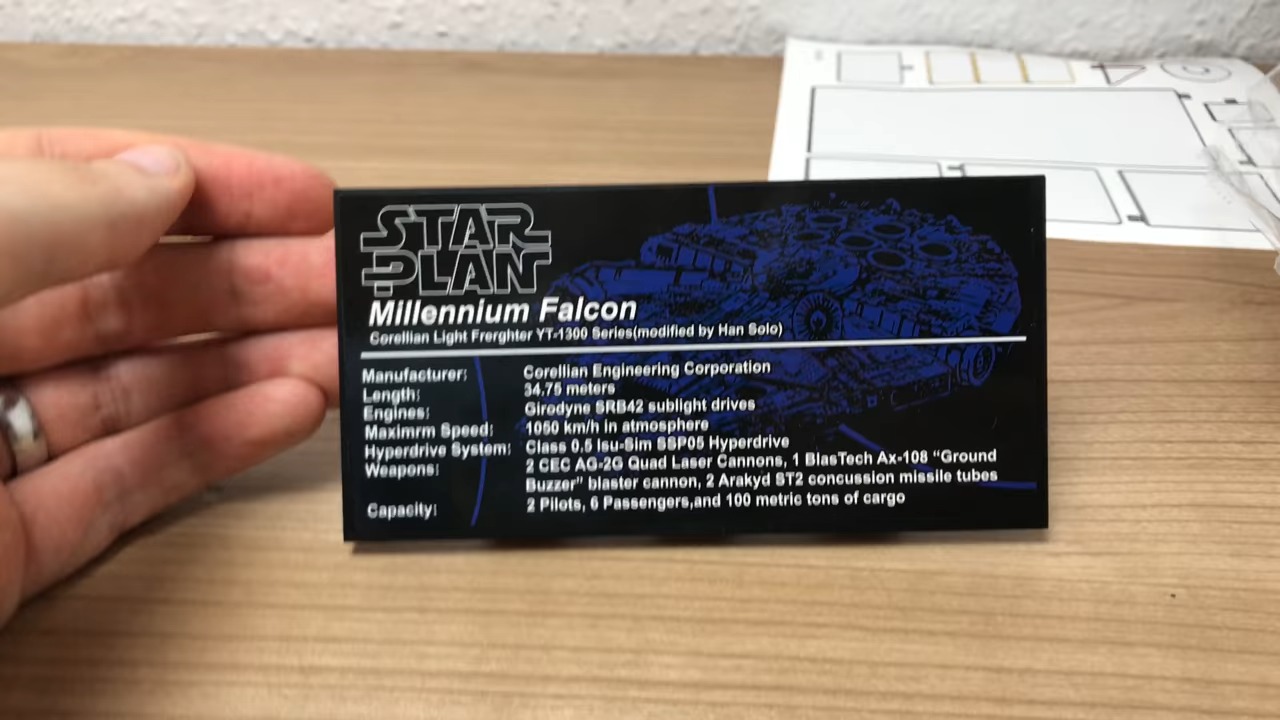 STAR
PLAN
Millennium Falcon
Corellian Light Frerghter YT-1300 Series(modified by Han Solo)
Manufacturer: Corellian Engineering Corporation
Length: 34.75 meters
Engines: Girodyne SRB42 sublight drives
Maximrm Speed: 1050 km/h in atmosphere
Hyperdrive System: Class 0.5 Isu-Sim SSP05 Hyperdrive
Weapons: 2 CEC AG-2G Quad Laser Cannons, 1 BlasTech Ax-108 “Ground
Buzzer” blaster cannon, 2 Arakyd ST2 concussion missile tubes
Capacity: 2 Pilots, 6 Passengers,and 100 metric tons of cargo